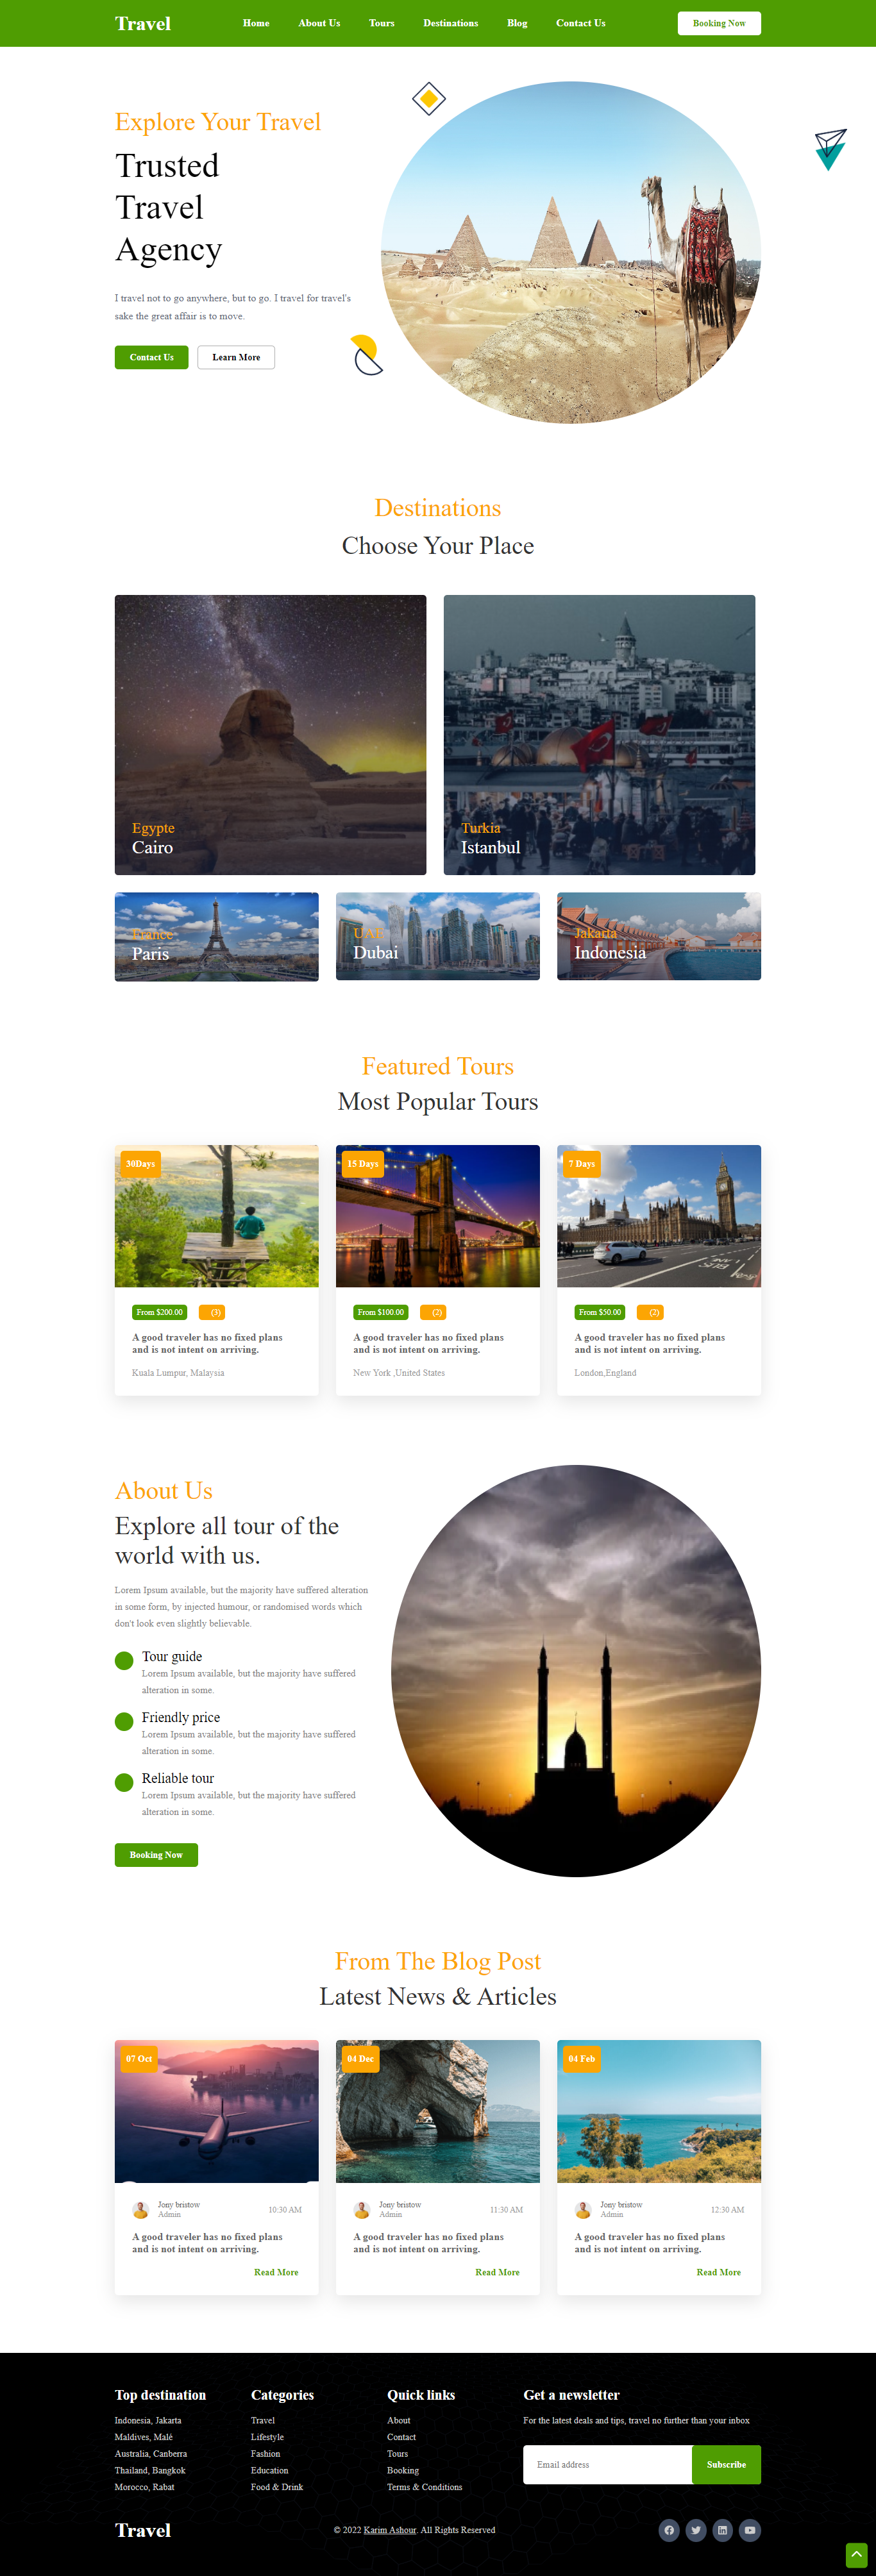 Travel
Home
About Us
Tours
Destinations
Blog
Contact Us
Booking Now
Explore Your Travel
Trusted
Travel
Agency
I travel not to go anywhere, but to go. I travel for travel's
sake the great affair is to move.
Contact Us
Learn More
Destinations
Choose Your Place
Egypte
Cairo
Turkia
Istanbul
France
Paris
UAE
Dubai
Jakarta
Indonesia
Featured Tours
Most Popular Tours
30Days
From $200.00
(3)
A good traveler has no fixed plans
and is not intent on arriving.
Kuala Lumpur, Malaysia
15 Days
From $100.00
(2)
A good traveler has no fixed plans
and is not intent on arriving.
New York ,United States
7 Days
From $50.00
(2)
A good traveler has no fixed plans
and is not intent on arriving.
London,England
About Us
Explore all tour of the
world with us.
Lorem Ipsum available, but the majority have suffered alteration
in some form, by injected humour, or randomised words which
don't look even slightly believable.
Tour guide
Lorem Ipsum available, but the majority have suffered
alteration in some.
Friendly price
Lorem Ipsum available, but the majority have suffered
alteration in some.
Reliable tour
Lorem Ipsum available, but the majority have suffered
alteration in some.
Booking Now
From The Blog Post
Latest News & Articles
07 Oct
Jony bristow
Admin
10:30 AM
A good traveler has no fixed plans
and is not intent on arriving.
Read More
04 Dec
Jony bristow
Admin
11:30 AM
A good traveler has no fixed plans
and is not intent on arriving.
Read More
04 Feb
Jony bristow
Admin
12:30 AM
A good traveler has no fixed plans
and is not intent on arriving.
Read More
Top destination
Indonesia, Jakarta
Maldives, Malé
Australia, Canberra
Thailand, Bangkok
Morocco, Rabat
Categories
Travel
Lifestyle
Fashion
Education
Food & Drink
Quick links
About
Contact
Tours
Booking
Terms & Conditions
Get a newsletter
For the latest deals and tips, travel no further than your inbox
Email address
Subscribe
Travel
© 2022 Karim Ashour. All Rights Reserved